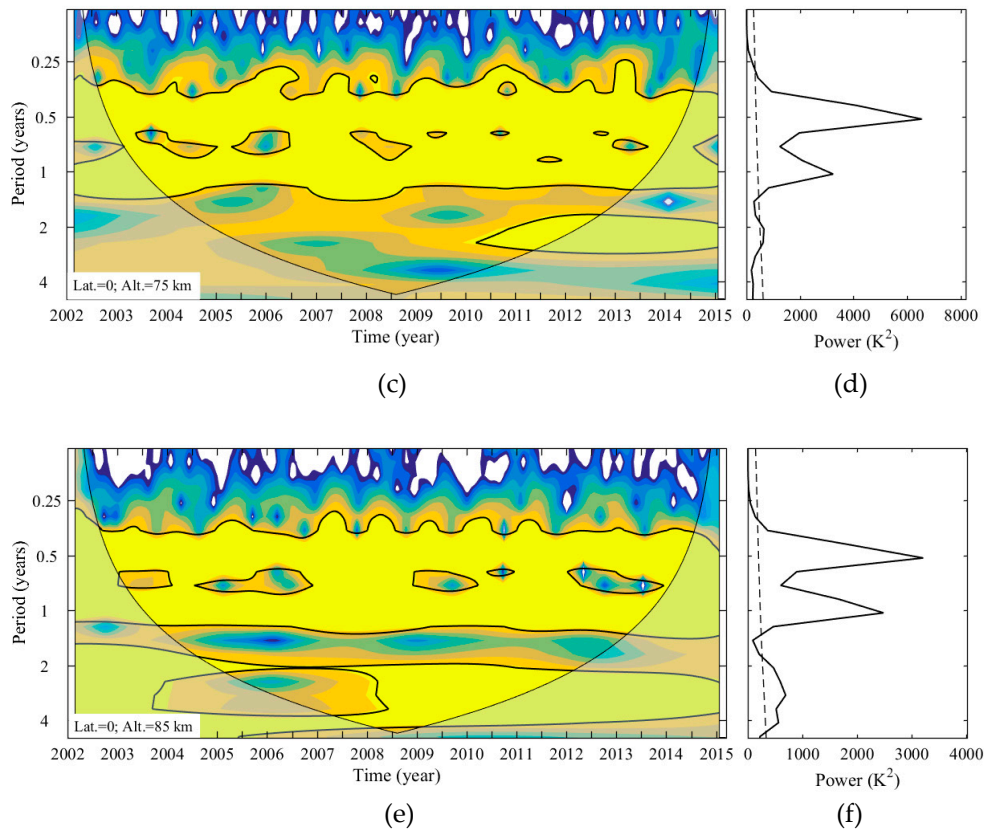 0.25
0.5
1
2
4
Period (years)
Lat.=0; Alt.=75 km
2002 2003 2004 2005 2006 2008 2009 2010 2011 2012 2013 2014 2015
Time (year)
0 2000 4000 6000 8000
Power (K²)
(c) (d)
0.25
0.5
1
2
4
Period (years)
Lat.=0; Alt.=85 km
2002 2003 2004 2005 2006 2008 2009 2010 2011 2012 2013 2014 2015
Time (year)
0 1000 2000 3000 4000
Power (K²)
(e) (f)